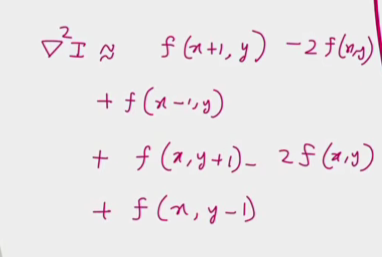 ∇²I ≈ f(x+1, y) - 2f(x,y)
+ f(x-1, y)
+ f(x, y+1) - 2f(x,y)
+ f(x, y-1)